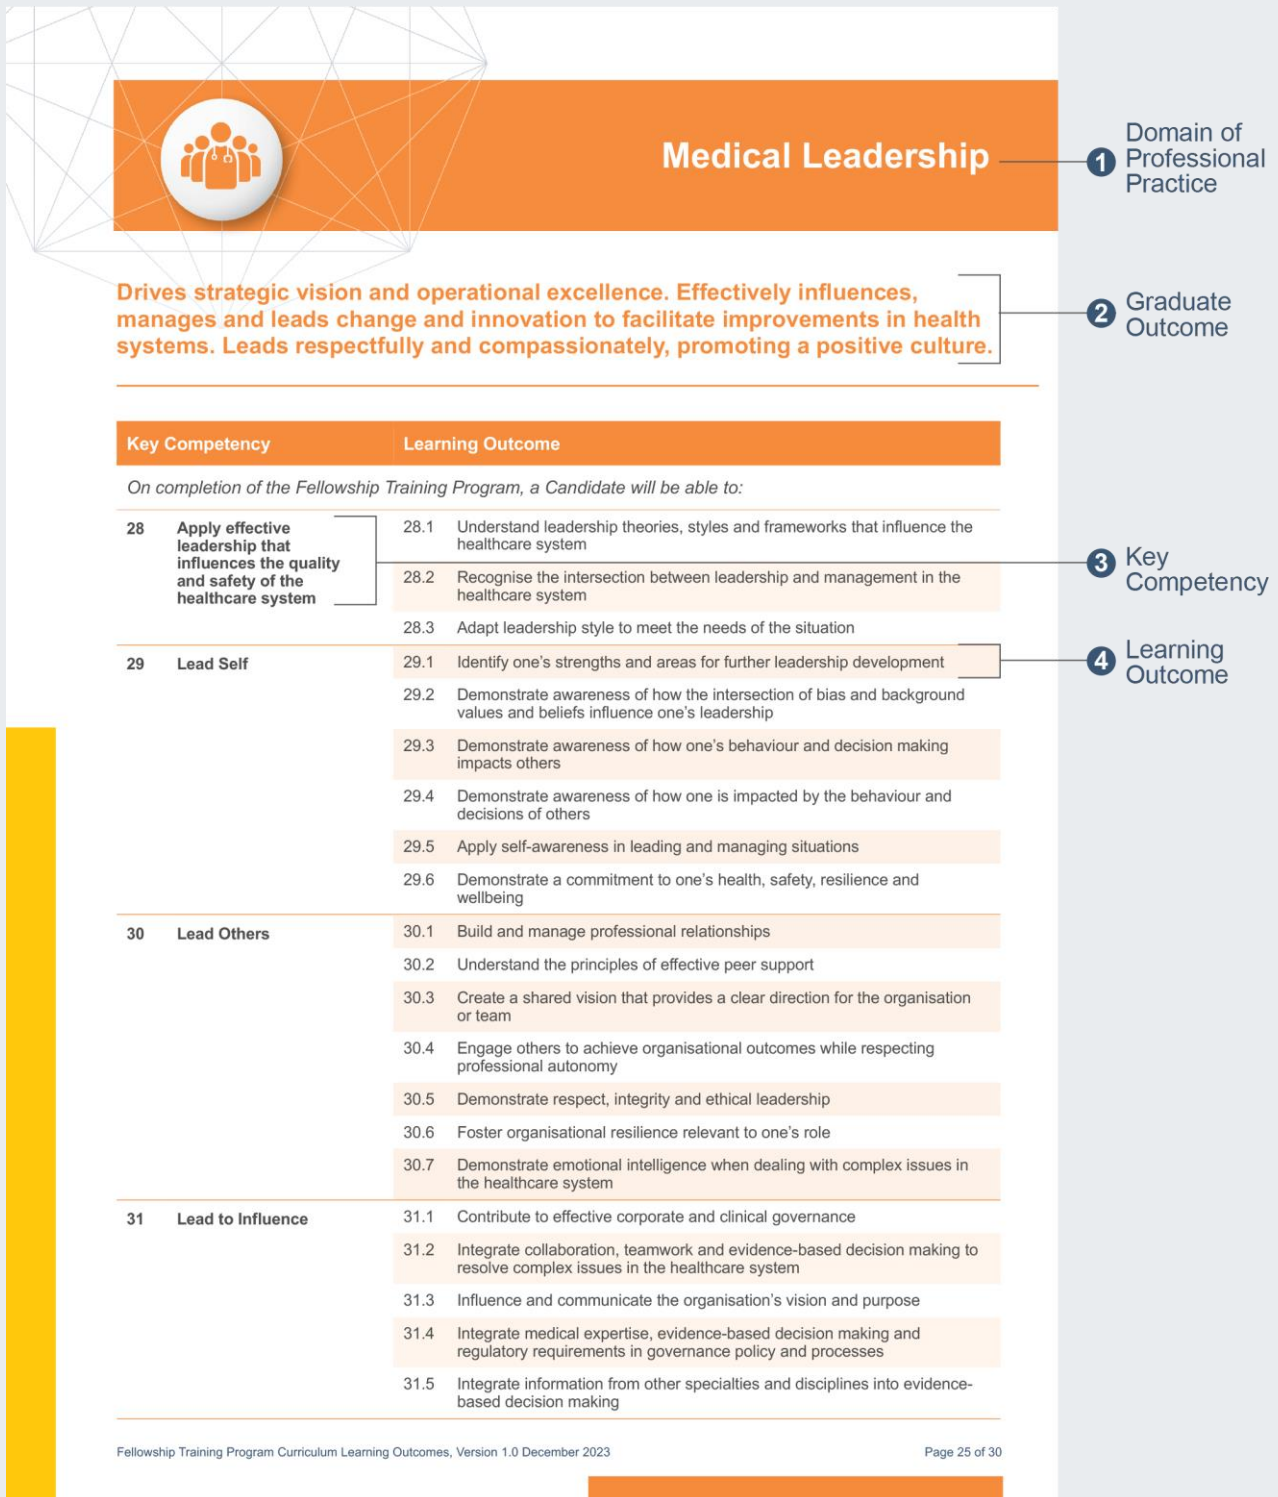 Medical Leadership
1 Domain of
Professional
Practice
Drives strategic vision and operational excellence. Effectively influences,
manages and leads change and innovation to facilitate improvements in health
systems. Leads respectfully and compassionately, promoting a positive culture.
2 Graduate
Outcome
Key Competency Learning Outcome
On completion of the Fellowship Training Program, a Candidate will be able to:
28 Apply effective
leadership that
influences the quality
and safety of the
healthcare system
28.1 Understand leadership theories, styles and frameworks that influence the
healthcare system
28.2 Recognise the intersection between leadership and management in the
healthcare system
28.3 Adapt leadership style to meet the needs of the situation
3 Key
Competency
29 Lead Self
29.1 Identify one’s strengths and areas for further leadership development
4 Learning
Outcome
29.2 Demonstrate awareness of how the intersection of bias and background
values and beliefs influence one’s leadership
29.3 Demonstrate awareness of how one’s behaviour and decision making
impacts others
29.4 Demonstrate awareness of how one is impacted by the behaviour and
decisions of others
29.5 Apply self-awareness in leading and managing situations
29.6 Demonstrate a commitment to one’s health, safety, resilience and
wellbeing
30 Lead Others
30.1 Build and manage professional relationships
30.2 Understand the principles of effective peer support
30.3 Create a shared vision that provides a clear direction for the organisation
or team
30.4 Engage others to achieve organisational outcomes while respecting
professional autonomy
30.5 Demonstrate respect, integrity and ethical leadership
30.6 Foster organisational resilience relevant to one’s role
30.7 Demonstrate emotional intelligence when dealing with complex issues in
the healthcare system
31 Lead to Influence
31.1 Contribute to effective corporate and clinical governance
31.2 Integrate collaboration, teamwork and evidence-based decision making to
resolve complex issues in the healthcare system
31.3 Influence and communicate the organisation’s vision and purpose
31.4 Integrate medical expertise, evidence-based decision making and
regulatory requirements in governance policy and processes
31.5 Integrate information from other specialties and disciplines into evidence-
based decision making
Fellowship Training Program Curriculum Learning Outcomes, Version 1.0 December 2023 Page 25 of 30